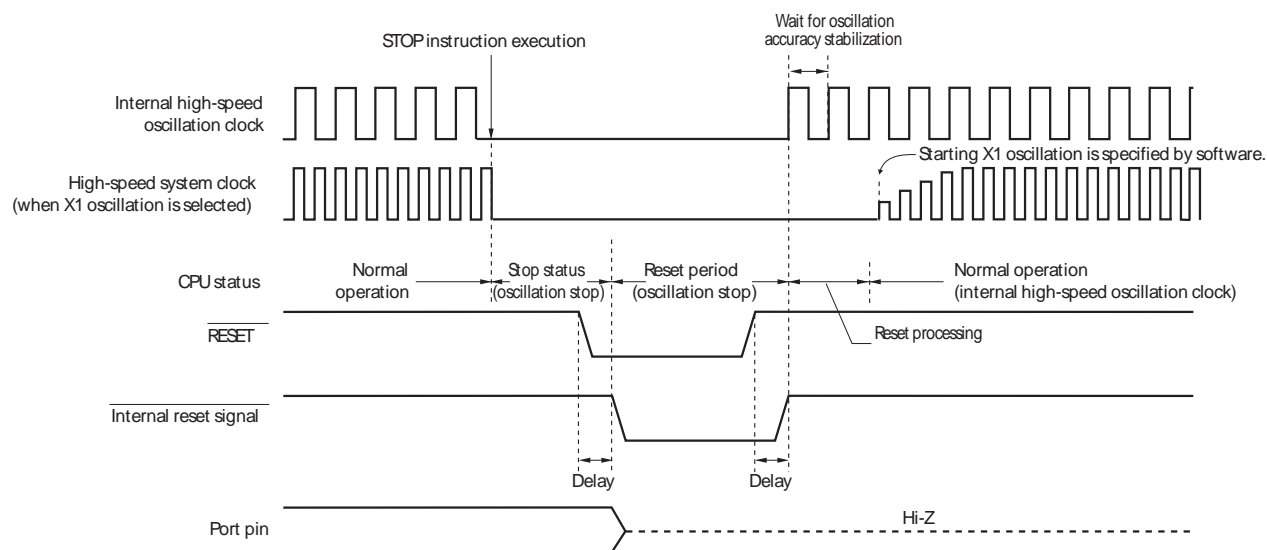 Wait for oscillation
accuracy stabilization
STOP instruction execution
Internal high-speed
oscillation clock
Starting X1 oscillation is specified by software.
High-speed system clock
(when X1 oscillation is selected)
CPU status
Normal
operation
Stop status
(oscillation stop)
Reset period
(oscillation stop)
Normal operation
(internal high-speed oscillation clock)
RESET
Reset processing
Internal reset signal
Delay
Delay
Port pin
Hi-Z